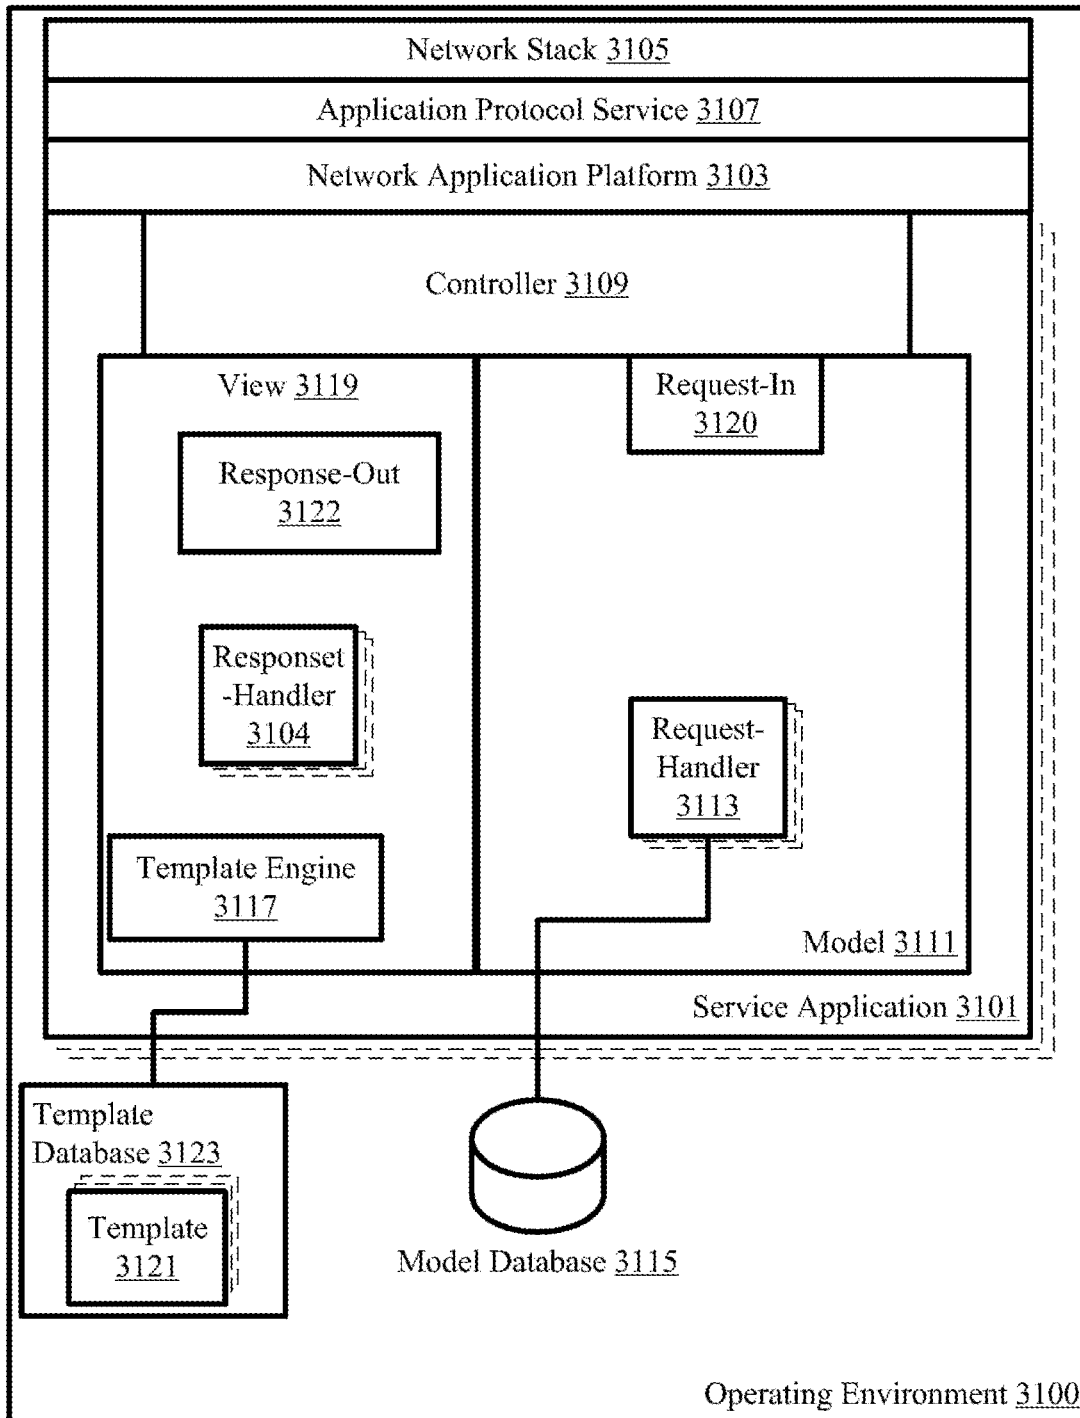 Network Stack 3105
Application Protocol Service 3107
Network Application Platform 3103
Controller 3109
View 3119
Request-In
3120
Response-Out
3122
Responset
-Handler
3104
Request-
Handler
3113
Template Engine
3117
Model 3111
Service Application 3101
Template
Database 3123
Template
3121
Model Database 3115
Operating Environment 3100